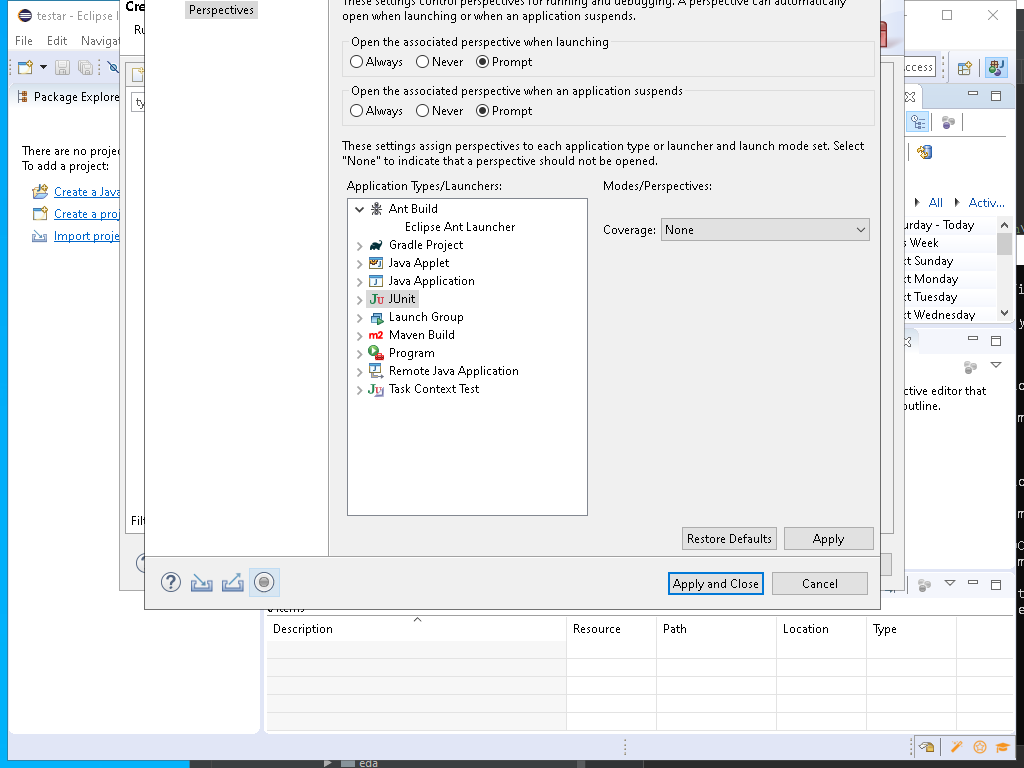 testar - Eclipse I
File Edit Navigat
Package Explore
There are no projec
To add a project:
Create a Java
Create a proj
Import proje
Cre
Ru
ty
Filt
Perspectives
These settings control perspectives for running and debugging. A perspective can automatically
open when launching or when an application suspends.
Open the associated perspective when launching
Always Never Prompt
Open the associated perspective when an application suspends
Always Never Prompt
These settings assign perspectives to each application type or launcher and launch mode set. Select
"None" to indicate that a perspective should not be opened.
Application Types/Launchers:
Modes/Perspectives:
Ant Build
Eclipse Ant Launcher
Gradle Project
Java Applet
Java Application
JUnit
Launch Group
Maven Build
Program
Remote Java Application
Task Context Test
Coverage: None
Restore Defaults Apply
Apply and Close Cancel
ccess
All Activ...
urday - Today
s Week
xt Sunday
xt Monday
xt Tuesday
xt Wednesday
ctive editor that
outline.
Description Resource Path Location Type
eda